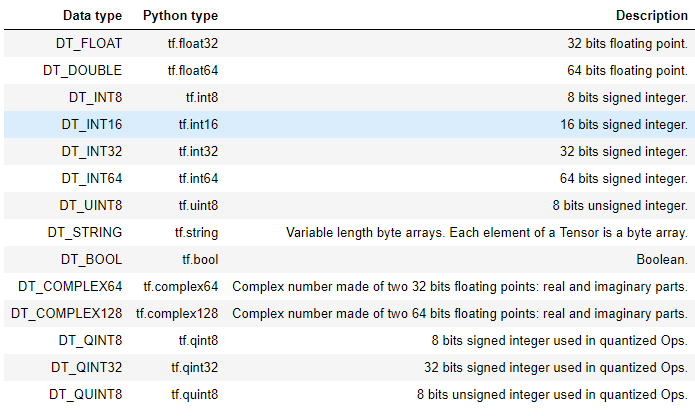 Data type Python type Description
DT_FLOAT tf.float32 32 bits floating point.
DT_DOUBLE tf.float64 64 bits floating point.
DT_INT8 tf.int8 8 bits signed integer.
DT_INT16 tf.int16 16 bits signed integer.
DT_INT32 tf.int32 32 bits signed integer.
DT_INT64 tf.int64 64 bits signed integer.
DT_UINT8 tf.uint8 8 bits unsigned integer.
DT_STRING tf.string Variable length byte arrays. Each element of a Tensor is a byte array.
DT_BOOL tf.bool Boolean.
DT_COMPLEX64 tf.complex64 Complex number made of two 32 bits floating points: real and imaginary parts.
DT_COMPLEX128 tf.complex128 Complex number made of two 64 bits floating points: real and imaginary parts.
DT_QINT8 tf.qint8 8 bits signed integer used in quantized Ops.
DT_QINT32 tf.qint32 32 bits signed integer used in quantized Ops.
DT_QUINT8 tf.quint8 8 bits unsigned integer used in quantized Ops.